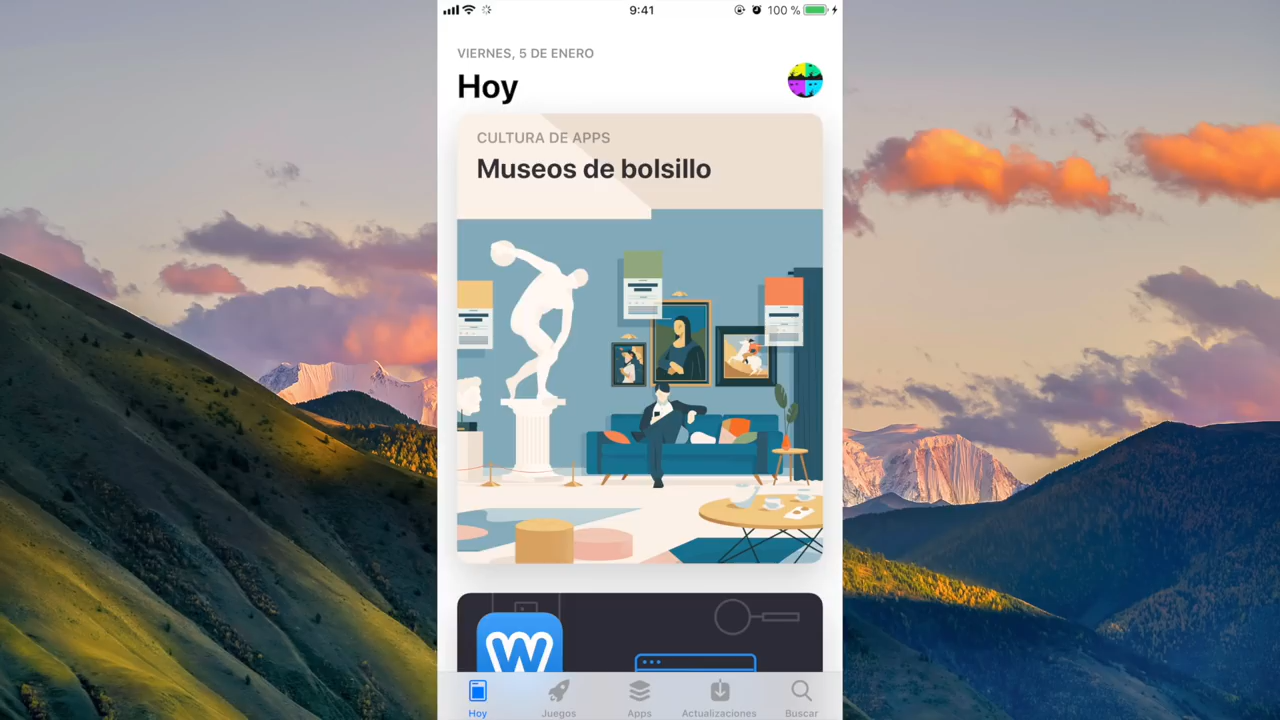 9:41
100 %
VIERNES, 5 DE ENERO
Hoy
CULTURA DE APPS
Museos de bolsillo
Hoy
Juegos
Apps
Actualizaciones
Buscar